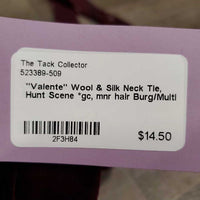 The Tack Collector
523389-509
"Valente" Wool & Silk Neck Tie,
Hunt Scene *gc, mnr hair Burg/Multi
2F3H84
$14.50